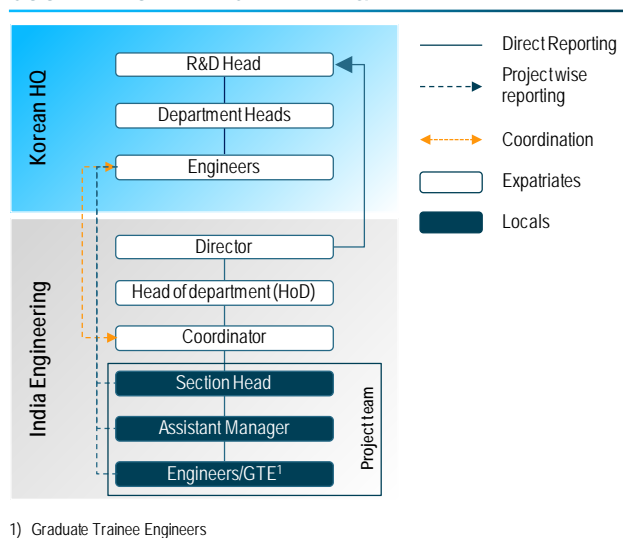 Korean HQ
R&D Head
Department Heads
Engineers
India Engineering
Director
Head of department (HoD)
Coordinator
Section Head
Assistant Manager
Engineers/GTE¹
Project team
Direct Reporting
Project wise
reporting
Coordination
Expatriates
Locals
1) Graduate Trainee Engineers